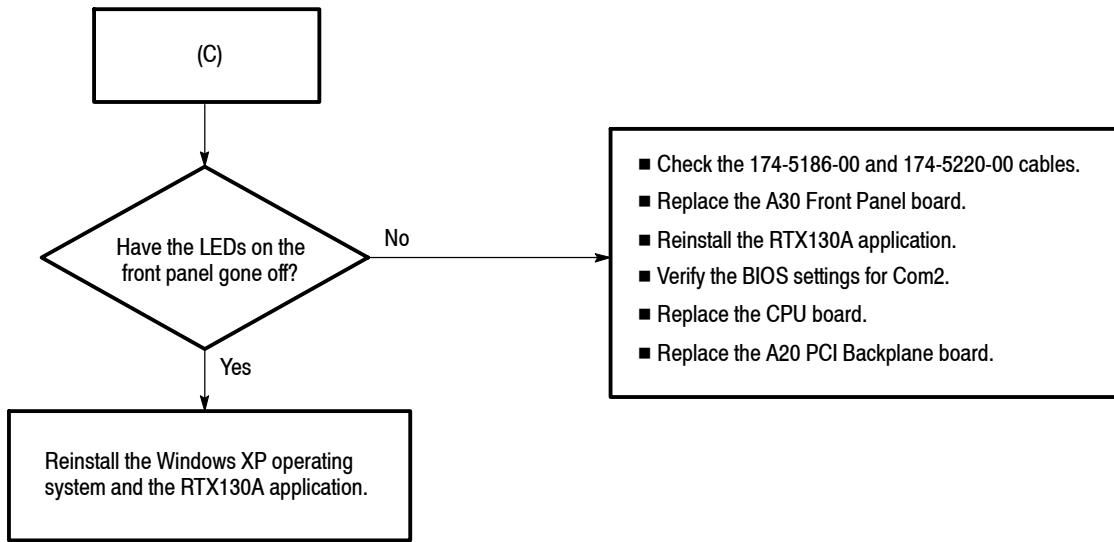 (C)
Have the LEDs on the
front panel gone off?
No
Yes
■ Check the 174-5186-00 and 174-5220-00 cables.
■ Replace the A30 Front Panel board.
■ Reinstall the RTX130A application.
■ Verify the BIOS settings for Com2.
■ Replace the CPU board.
■ Replace the A20 PCI Backplane board.
Reinstall the Windows XP operating
system and the RTX130A application.